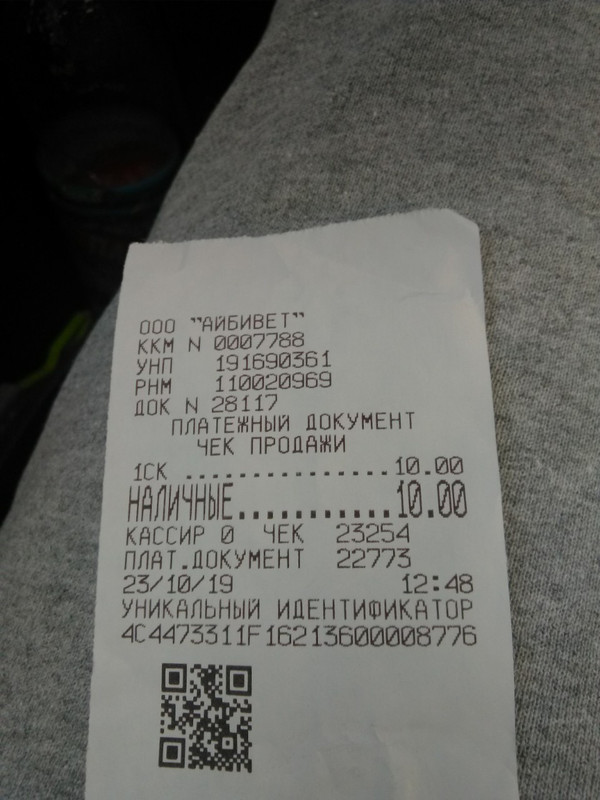 ООО "АЙБИВЕТ"
ККМ N 0007788
УНП 191690361
РНМ 110020969
ДОК N 28117
ПЛАТЕЖНЫЙ ДОКУМЕНТ
ЧЕК ПРОДАЖИ
1СК ................10.00
НАЛИЧНЫЕ...........10.00
КАССИР 0 ЧЕК 23254
ПЛАТ.ДОКУМЕНТ 22773
23/10/19 12:48
УНИКАЛЬНЫЙ ИДЕНТИФИКАТОР
4C4473311F16213600008776